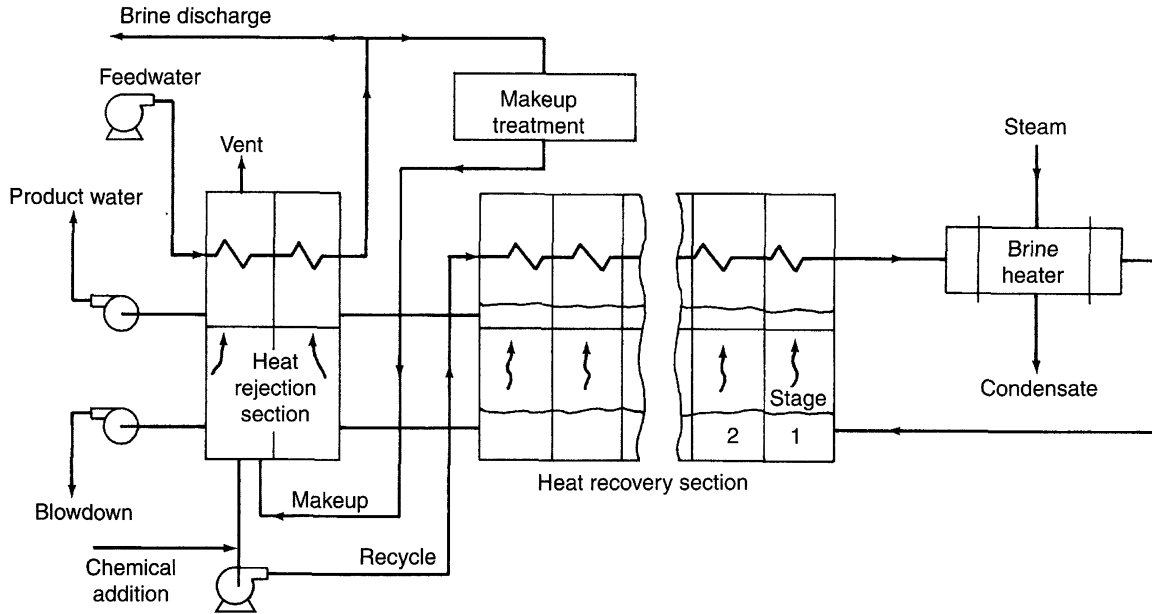 Brine discharge
Feedwater
Makeup
treatment
Vent
Steam
Product water
Brine
heater
Heat
rejection
section
Condensate
Stage
2
1
Heat recovery section
Blowdown
Makeup
Recycle
Chemical
addition